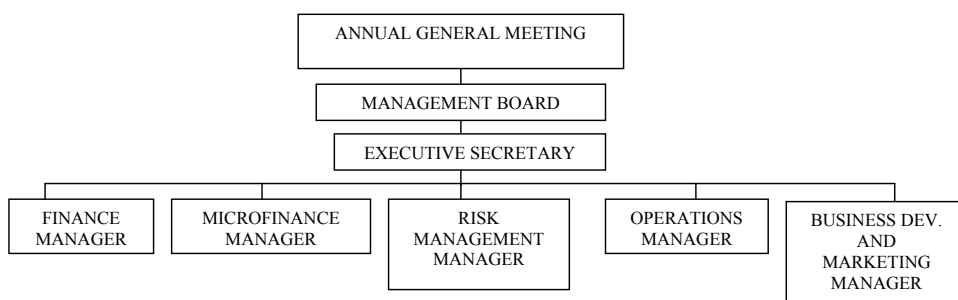 ANNUAL GENERAL MEETING
MANAGEMENT BOARD
EXECUTIVE SECRETARY
FINANCE
MANAGER
MICROFINANCE
MANAGER
RISK
MANAGEMENT
MANAGER
OPERATIONS
MANAGER
BUSINESS DEV.
AND
MARKETING
MANAGER